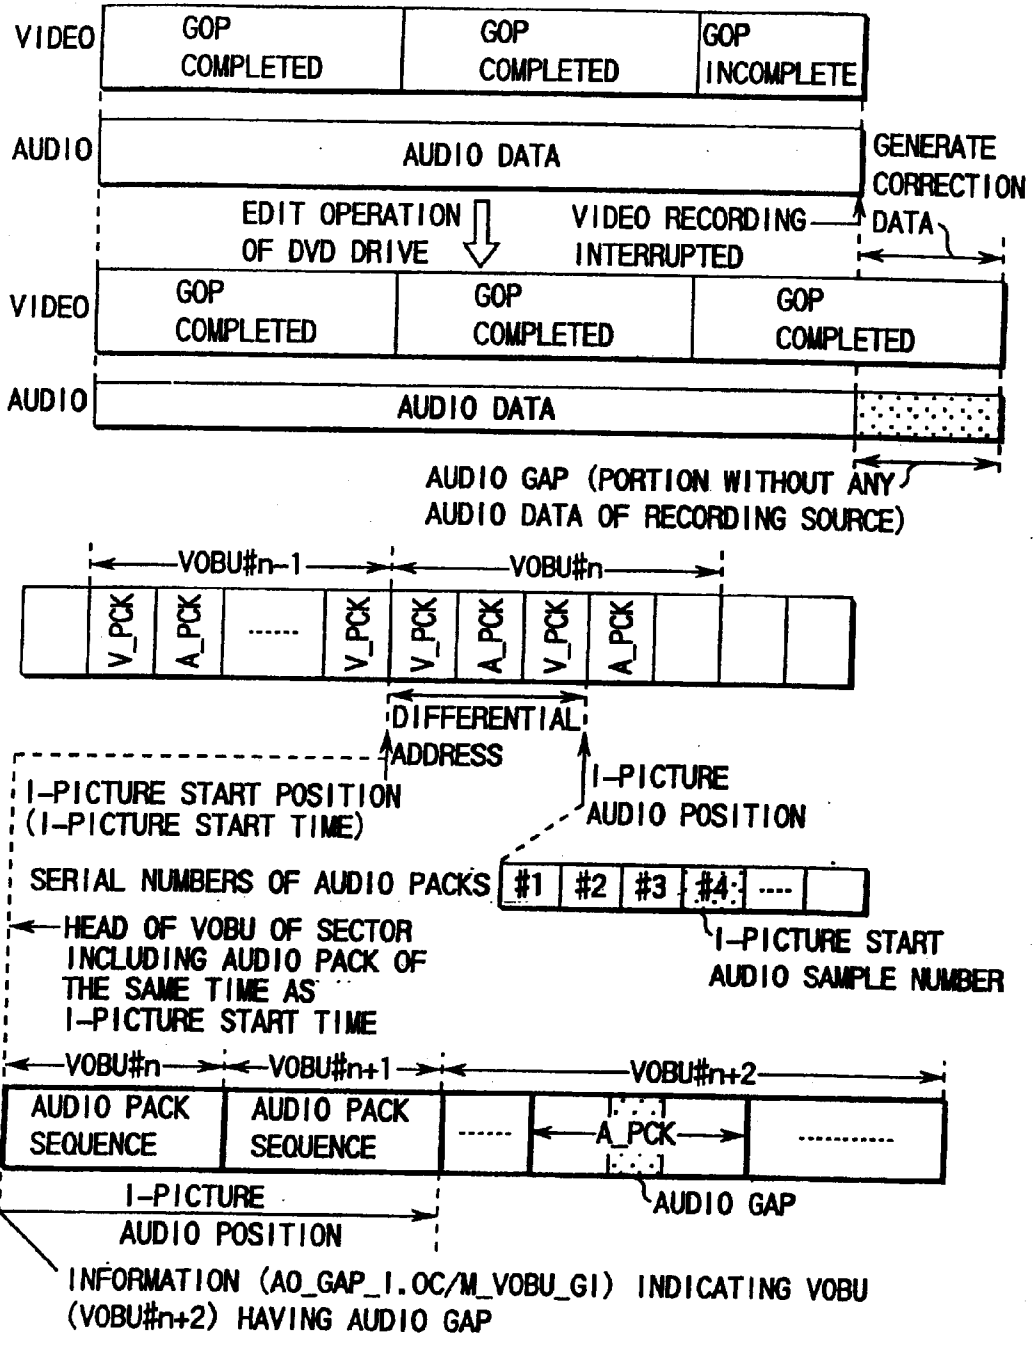 VIDEO
GOP COMPLETED
GOP COMPLETED
GOP INCOMPLETE
AUDIO
AUDIO DATA
GENERATE CORRECTION DATA
EDIT OPERATION OF DVD DRIVE
VIDEO RECORDING INTERRUPTED
VIDEO
GOP COMPLETED
GOP COMPLETED
GOP COMPLETED
AUDIO
AUDIO DATA
AUDIO GAP (PORTION WITHOUT ANY
AUDIO DATA OF RECORDING SOURCE)
VOBU#n-1
VOBU#n
V_PCK
A_PCK
......
V_PCK
V_PCK
A_PCK
V_PCK
A_PCK
DIFFERENTIAL
ADDRESS
I-PICTURE START POSITION
(I-PICTURE START TIME)
I-PICTURE
AUDIO POSITION
SERIAL NUMBERS OF AUDIO PACKS
#1
#2
#3
#4
....
I-PICTURE START
AUDIO SAMPLE NUMBER
HEAD OF VOBU OF SECTOR
INCLUDING AUDIO PACK OF
THE SAME TIME AS
I-PICTURE START TIME
VOBU#n
VOBU#n+1
VOBU#n+2
AUDIO PACK
SEQUENCE
AUDIO PACK
SEQUENCE
......
A_PCK
...........
AUDIO GAP
I-PICTURE
AUDIO POSITION
INFORMATION (A0_GAP_I.OC/M_VOBU_GI) INDICATING VOBU
(VOBU#n+2) HAVING AUDIO GAP